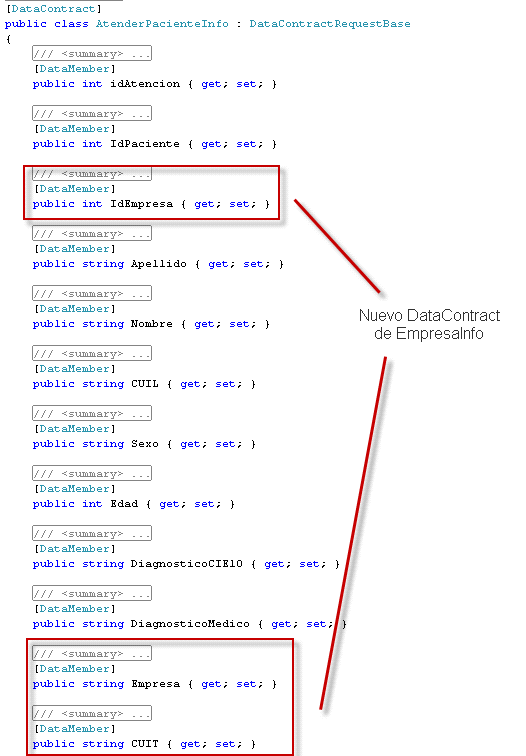 [DataContract]
public class AtenderPacienteInfo : DataContractRequestBase
{
/// <summary> ...
[DataMember]
public int idAtencion { get; set; }
/// <summary> ...
[DataMember]
public int IdPaciente { get; set; }
/// <summary> ...
[DataMember]
public int IdEmpresa { get; set; }
/// <summary> ...
[DataMember]
public string Apellido { get; set; }
/// <summary> ...
[DataMember]
public string Nombre { get; set; }
Nuevo DataContract
de EmpresaInfo
/// <summary> ...
[DataMember]
public string CUIL { get; set; }
/// <summary> ...
[DataMember]
public string Sexo { get; set; }
/// <summary> ...
[DataMember]
public int Edad { get; set; }
/// <summary> ...
[DataMember]
public string DiagnosticoCIE10 { get; set; }
/// <summary> ...
[DataMember]
public string DiagnosticoMedico { get; set; }
/// <summary> ...
[DataMember]
public string Empresa { get; set; }
/// <summary> ...
[DataMember]
public string CUIT { get; set; }